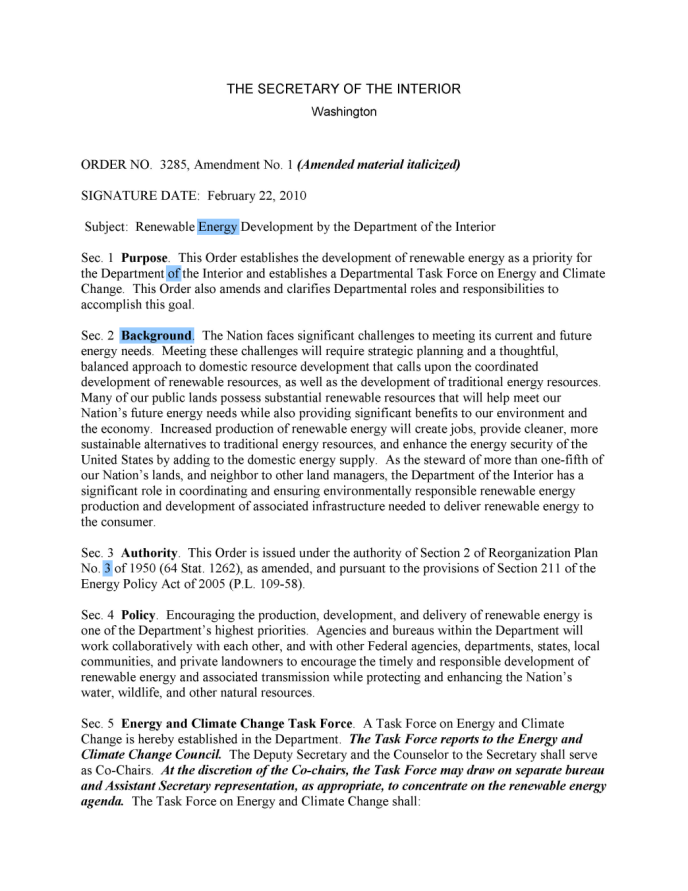 THE SECRETARY OF THE INTERIOR
Washington
ORDER NO.  3285, Amendment No. 1 (Amended material italicized)
SIGNATURE DATE:  February 22, 2010
Subject:  Renewable Energy Development by the Department of the Interior
Sec. 1  Purpose.  This Order establishes the development of renewable energy as a priority for
the Department of the Interior and establishes a Departmental Task Force on Energy and Climate
Change.  This Order also amends and clarifies Departmental roles and responsibilities to
accomplish this goal.
Sec. 2  Background.  The Nation faces significant challenges to meeting its current and future
energy needs.  Meeting these challenges will require strategic planning and a thoughtful,
balanced approach to domestic resource development that calls upon the coordinated
development of renewable resources, as well as the development of traditional energy resources.
Many of our public lands possess substantial renewable resources that will help meet our
Nation’s future energy needs while also providing significant benefits to our environment and
the economy.  Increased production of renewable energy will create jobs, provide cleaner, more
sustainable alternatives to traditional energy resources, and enhance the energy security of the
United States by adding to the domestic energy supply.  As the steward of more than one-fifth of
our Nation’s lands, and neighbor to other land managers, the Department of the Interior has a
significant role in coordinating and ensuring environmentally responsible renewable energy
production and development of associated infrastructure needed to deliver renewable energy to
the consumer.
Sec. 3  Authority.  This Order is issued under the authority of Section 2 of Reorganization Plan
No. 3 of 1950 (64 Stat. 1262), as amended, and pursuant to the provisions of Section 211 of the
Energy Policy Act of 2005 (P.L. 109-58).
Sec. 4  Policy.  Encouraging the production, development, and delivery of renewable energy is
one of the Department’s highest priorities.  Agencies and bureaus within the Department will
work collaboratively with each other, and with other Federal agencies, departments, states, local
communities, and private landowners to encourage the timely and responsible development of
renewable energy and associated transmission while protecting and enhancing the Nation’s
water, wildlife, and other natural resources.
Sec. 5  Energy and Climate Change Task Force.  A Task Force on Energy and Climate
Change is hereby established in the Department.  The Task Force reports to the Energy and
Climate Change Council.  The Deputy Secretary and the Counselor to the Secretary shall serve
as Co-Chairs.  At the discretion of the Co-chairs, the Task Force may draw on separate bureau
and Assistant Secretary representation, as appropriate, to concentrate on the renewable energy
agenda.  The Task Force on Energy and Climate Change shall: